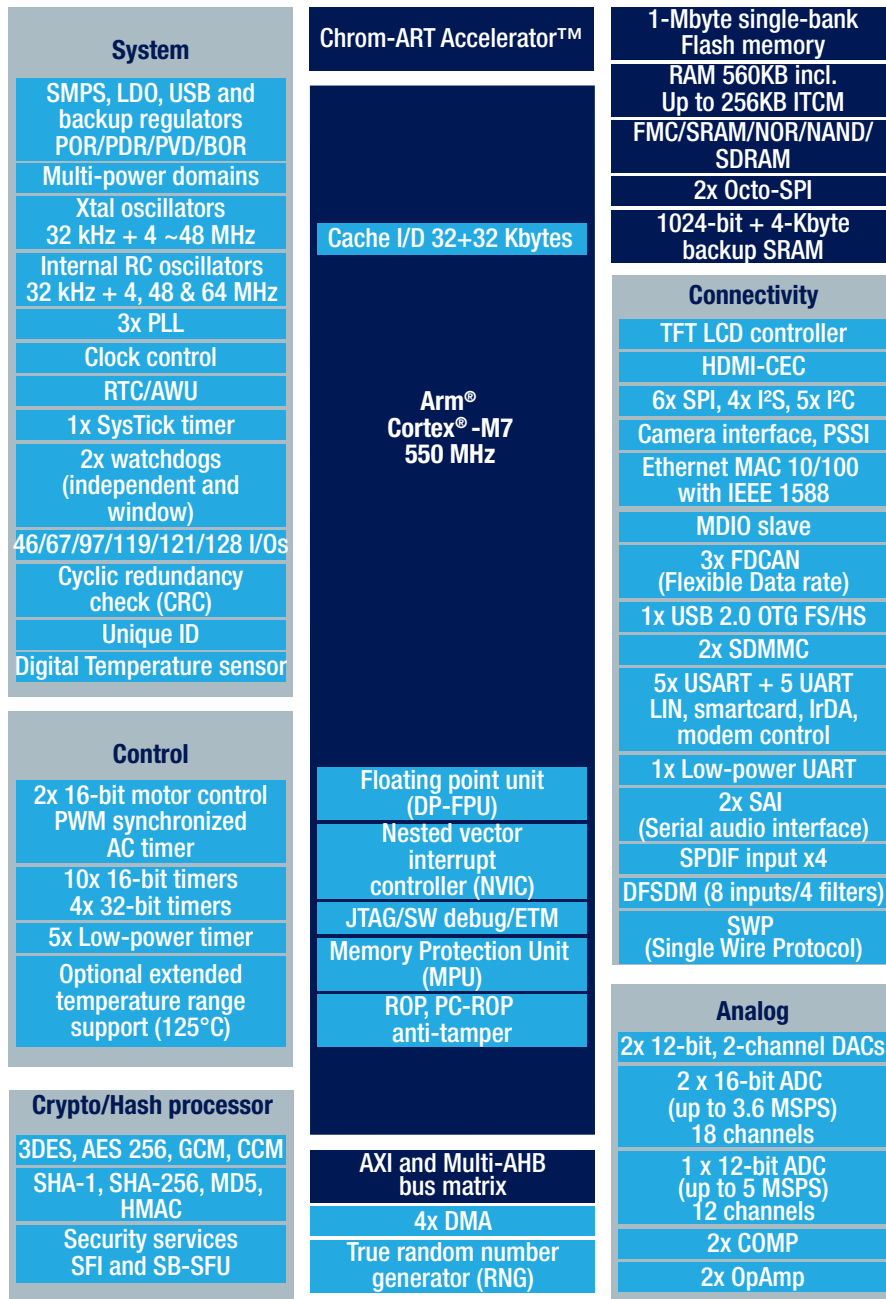 System
SMPS, LDO, USB and
backup regulators
POR/PDR/PVD/BOR
Multi-power domains
Xtal oscillators
32 kHz + 4 ~48 MHz
Internal RC oscillators
32 kHz + 4, 48 & 64 MHz
3x PLL
Clock control
RTC/AWU
1x SysTick timer
2x watchdogs
(independent and
window)
46/67/97/119/121/128 I/Os
Cyclic redundancy
check (CRC)
Unique ID
Digital Temperature sensor
Control
2x 16-bit motor control
PWM synchronized
AC timer
10x 16-bit timers
4x 32-bit timers
5x Low-power timer
Optional extended
temperature range
support (125°C)
Crypto/Hash processor
3DES, AES 256, GCM, CCM
SHA-1, SHA-256, MD5,
HMAC
Security services
SFI and SB-SFU
Chrom-ART Accelerator™
Cache I/D 32+32 Kbytes
Arm®
Cortex® -M7
550 MHz
Floating point unit
(DP-FPU)
Nested vector
interrupt
controller (NVIC)
JTAG/SW debug/ETM
Memory Protection Unit
(MPU)
ROP, PC-ROP
anti-tamper
AXI and Multi-AHB
bus matrix
4x DMA
True random number
generator (RNG)
1-Mbyte single-bank
Flash memory
RAM 560KB incl.
Up to 256KB ITCM
FMC/SRAM/NOR/NAND/
SDRAM
2x Octo-SPI
1024-bit + 4-Kbyte
backup SRAM
Connectivity
TFT LCD controller
HDMI-CEC
6x SPI, 4x I²S, 5x I²C
Camera interface, PSSI
Ethernet MAC 10/100
with IEEE 1588
MDIO slave
3x FDCAN
(Flexible Data rate)
1x USB 2.0 OTG FS/HS
2x SDMMC
5x USART + 5 UART
LIN, smartcard, IrDA,
modem control
1x Low-power UART
2x SAI
(Serial audio interface)
SPDIF input x4
DFSDM (8 inputs/4 filters)
SWP
(Single Wire Protocol)
Analog
2x 12-bit, 2-channel DACs
2 x 16-bit ADC
(up to 3.6 MSPS)
18 channels
1 x 12-bit ADC
(up to 5 MSPS)
12 channels
2x COMP
2x OpAmp